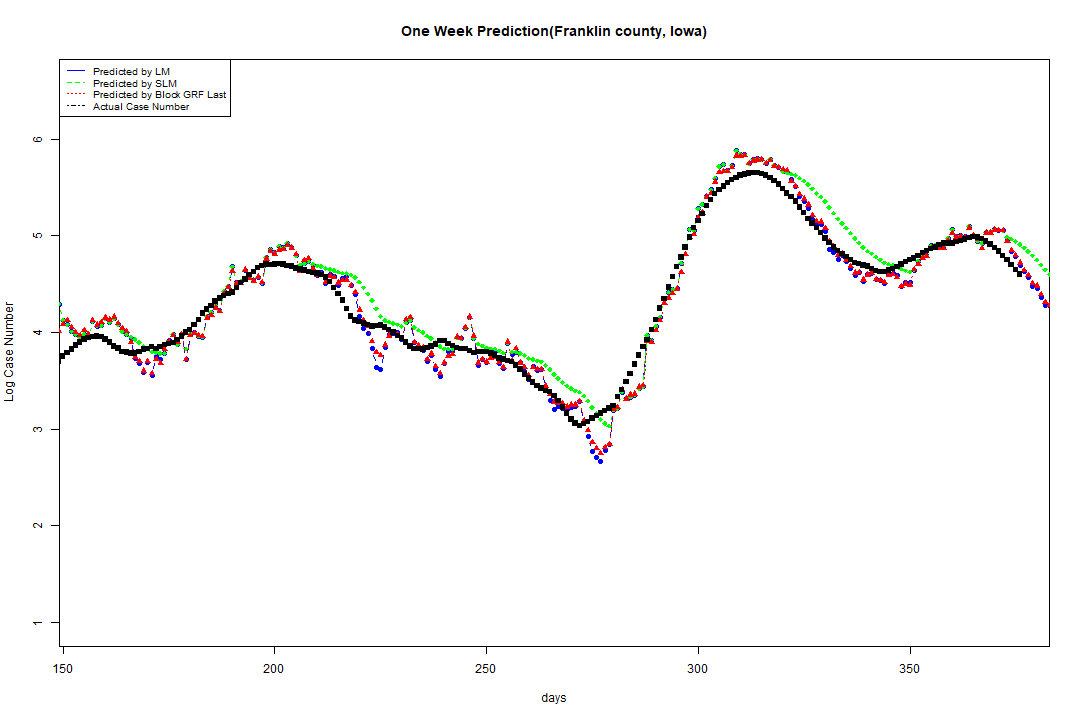 One Week Prediction(Franklin county, Iowa)
Predicted by LM
Predicted by SLM
Predicted by Block GRF Last
Actual Case Number
Log Case Number
6
5
4
3
2
1
150 200 250 300 350
days